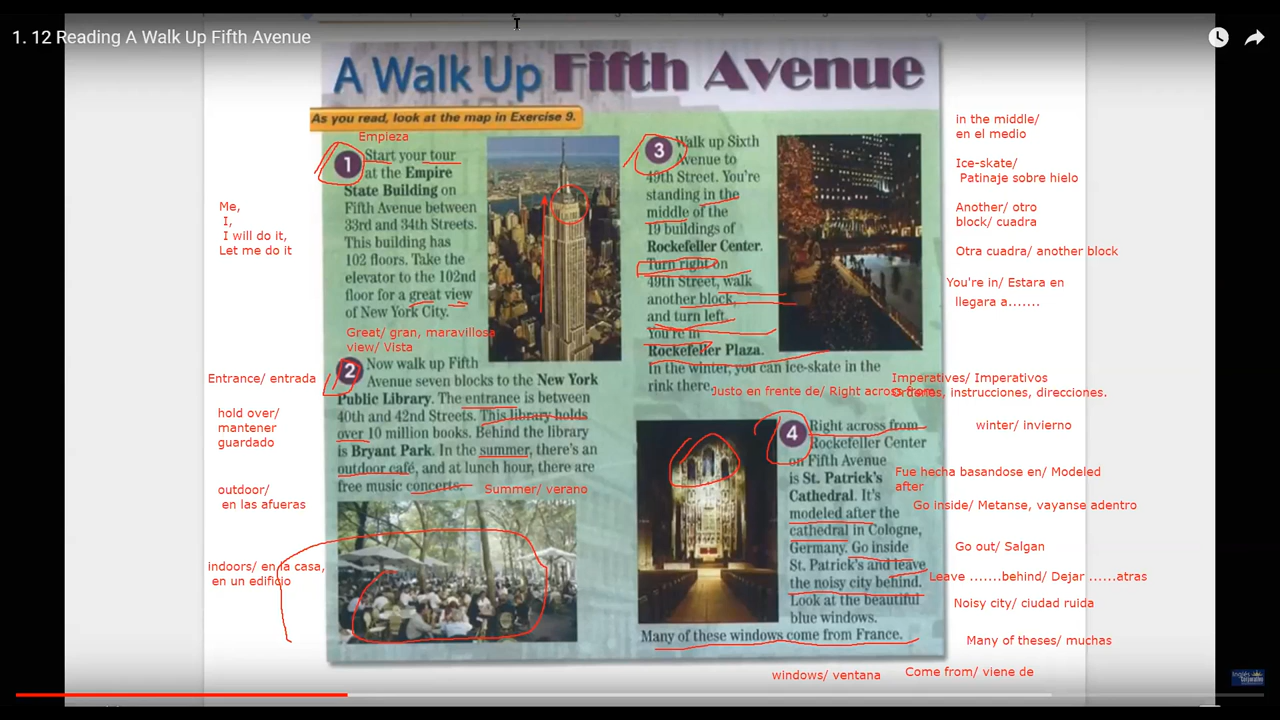 1. 12 Reading A Walk Up Fifth Avenue
A Walk Up Fifth Avenue
As you read, look at the map in Exercise 9.
Empieza
1 Start your tour
at the Empire
State Building on
Fifth Avenue between
33rd and 34th Streets.
This building has
102 floors. Take the
elevator to the 102nd
floor for a great view
of New York City.
Great/ gran, maravillosa
view/ Vista
2 Now walk up Fifth
Avenue seven blocks to the New York
Public Library. The entrance is between
40th and 42nd Streets. This library holds
over 10 million books. Behind the library
is Bryant Park. In the summer, there's an
outdoor café, and at lunch hour, there are
free music concerts.
Summer/ verano
3 Walk up Sixth
Avenue to
49th Street. You're
standing in the
middle of the
19 buildings of
Rockefeller Center.
Turn right on
49th Street, walk
another block,
and turn left.
You're in
Rockefeller Plaza.
In the winter, you can ice-skate in the
rink there.
Justo en frente de/ Right across from
4 Right across from
Rockefeller Center
on Fifth Avenue
is St. Patrick's
Cathedral. It's
modeled after the
cathedral in Cologne,
Germany. Go inside
St. Patrick's and leave
the noisy city behind.
Look at the beautiful
blue windows.
Many of these windows come from France.
Me,
I,
I will do it,
Let me do it
Entrance/ entrada
hold over/
mantener
guardado
outdoor/
en las afueras
indoors/ en la casa,
en un edificio
in the middle/
en el medio
Ice-skate/
Patinaje sobre hielo
Another/ otro
block/ cuadra
Otra cuadra/ another block
You're in/ Estara en
llegara a.......
Imperatives/ Imperativos
instrucciones, direcciones.
winter/ invierno
Fue hecha basandose en/ Modeled
after
Go inside/ Metanse, vayanse adentro
Go out/ Salgan
Leave .......behind/ Dejar ......atras
Noisy city/ ciudad ruida
Many of theses/ muchas
Come from/ viene de
windows/ ventana